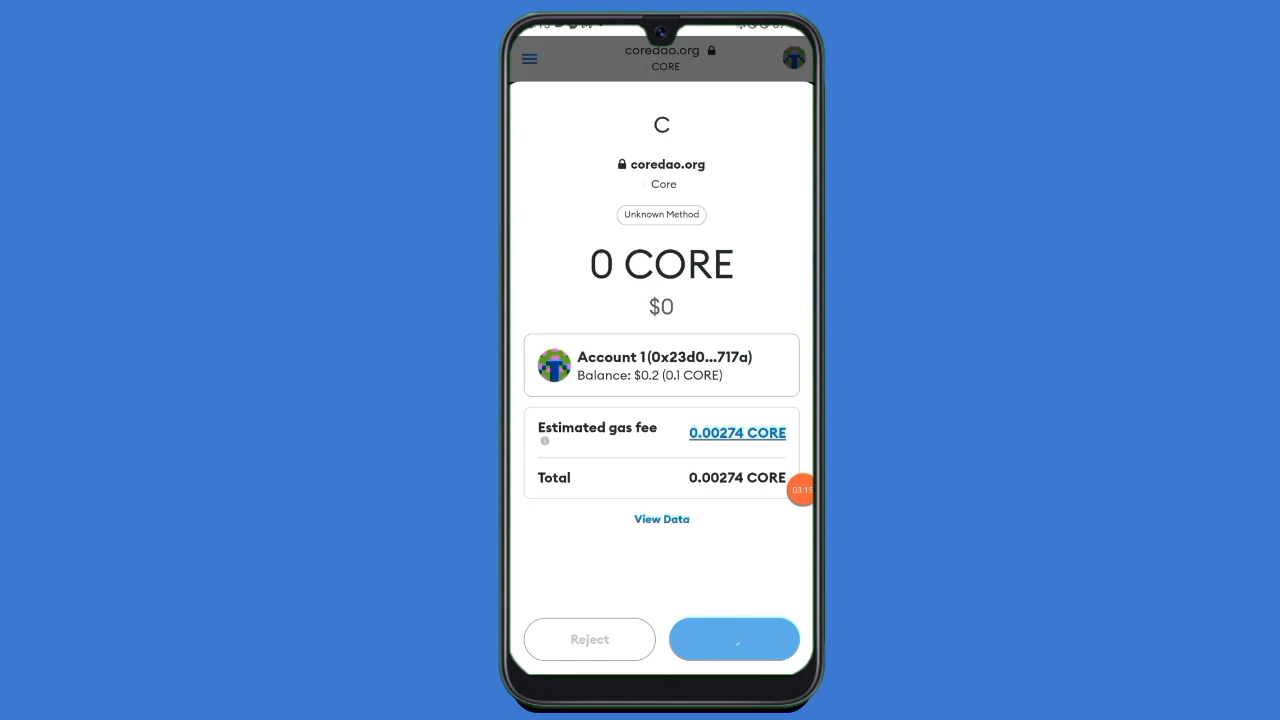 coredao.org
CORE
C
coredao.org
Core
Unknown Method
0 CORE
$0
Account 1 (0x23d0...717a)
Balance: $0.2 (0.1 CORE)
Estimated gas fee
0.00274 CORE
Total
0.00274 CORE
03:15
View Data
Reject